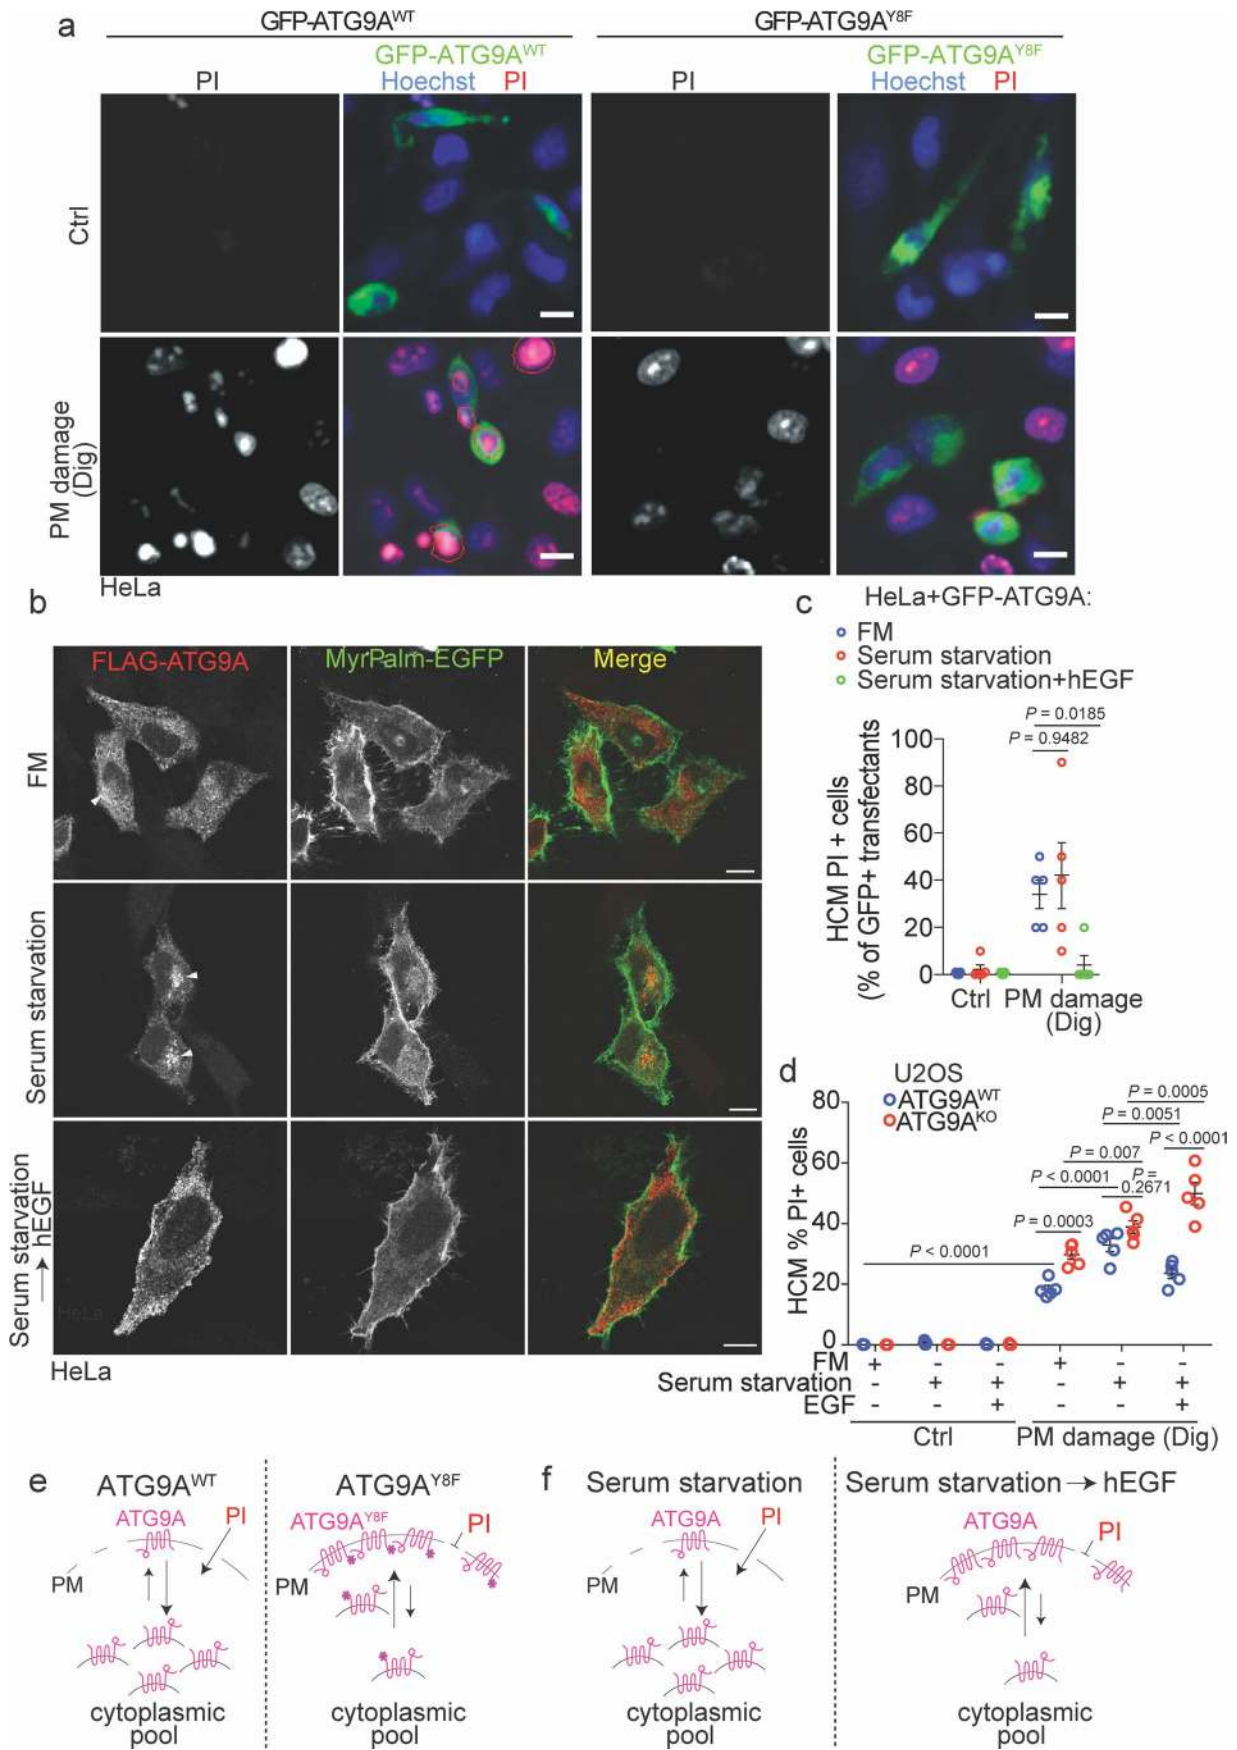 a
GFP-ATG9A^WT
GFP-ATG9A^Y8F
GFP-ATG9A^WT
GFP-ATG9A^Y8F
PI
Hoechst PI
PI
Hoechst PI
Ctrl
PM damage
(Dig)
HeLa
b
FLAG-ATG9A
MyrPalm-EGFP
Merge
FM
Serum starvation
Serum starvation
→ hEGF
HeLa
HeLa
c
HeLa+GFP-ATG9A:
FM
Serum starvation
Serum starvation+hEGF
P = 0.0185
P = 0.9482
HCM PI + cells
(% of GFP+ transfectants
100
80
60
40
20
0
Ctrl PM damage
(Dig)
d
U2OS
ATG9A^WT
ATG9A^KO
HCM % PI+ cells
80
60
40
20
0
P = 0.0005
P = 0.0051
P < 0.0001
P = 0.007
P < 0.0001
P =
0.2671
P = 0.0003
P < 0.0001
FM + - - + - -
Serum starvation - + + - + +
EGF - - + - - +
Ctrl PM damage (Dig)
e
ATG9A^WT
ATG9A^Y8F
ATG9A
PI
ATG9A^Y8F
PI
PM
PM
cytoplasmic
pool
cytoplasmic
pool
f
Serum starvation
Serum starvation → hEGF
ATG9A
PI
ATG9A
PI
PM
PM
cytoplasmic
pool
cytoplasmic
pool